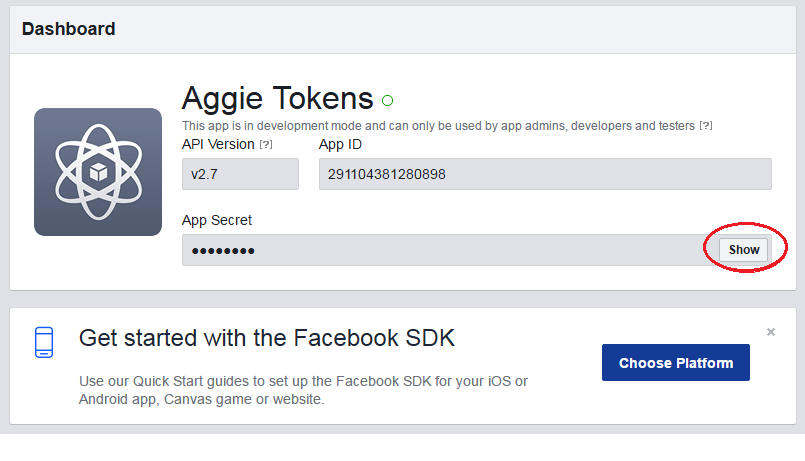 Dashboard
Aggie Tokens
This app is in development mode and can only be used by app admins, developers and testers [?]
API Version [?] App ID
v2.7 291104381280898
App Secret
●●●●●●●● Show
Get started with the Facebook SDK
×
Use our Quick Start guides to set up the Facebook SDK for your iOS or
Android app, Canvas game or website.
Choose Platform